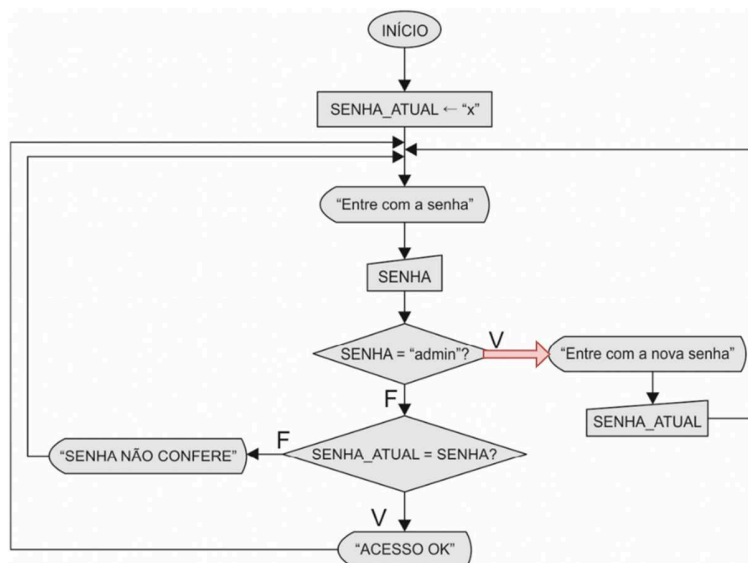 INÍCIO
SENHA_ATUAL ← “x”
“Entre com a senha”
SENHA
SENHA = “admin”?
V
“Entre com a nova senha”
SENHA_ATUAL
F
SENHA_ATUAL = SENHA?
F
“SENHA NÃO CONFERE”
V
“ACESSO OK”